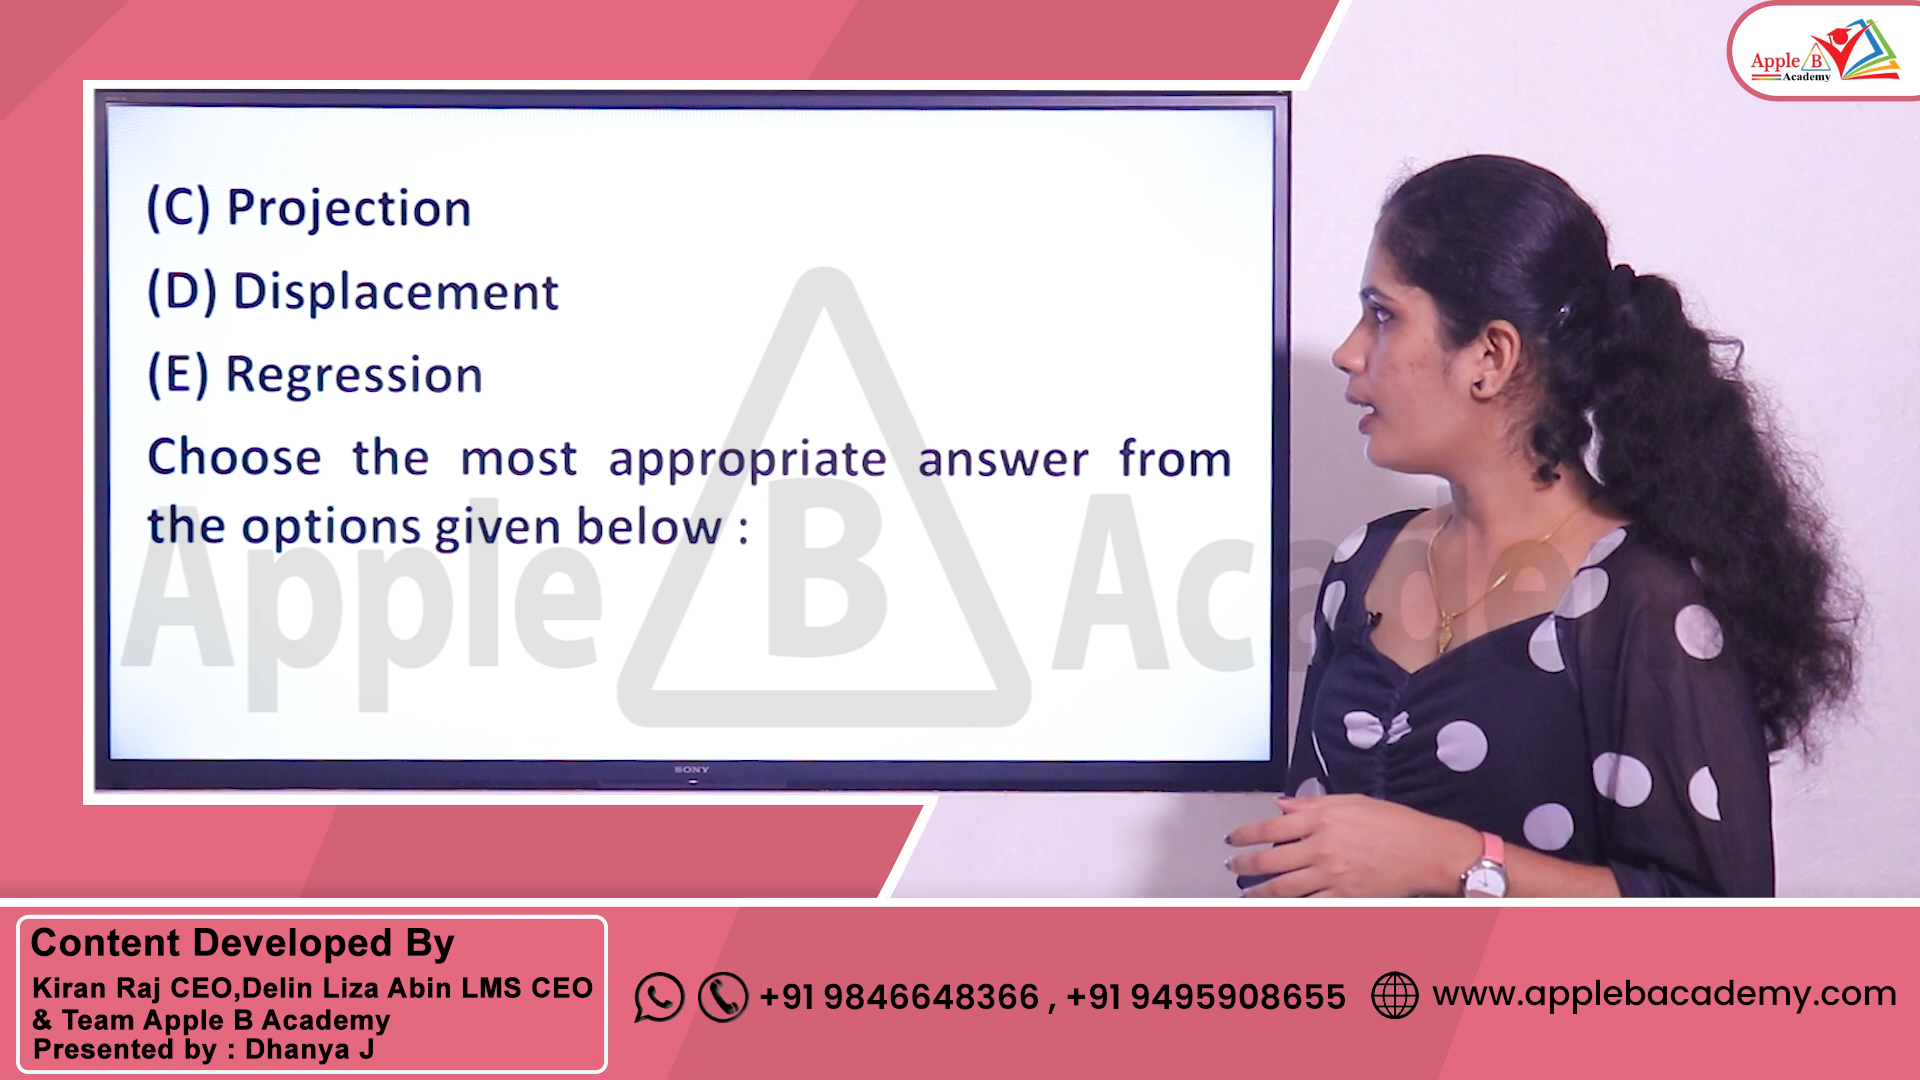 Apple B
Academy
(C) Projection
(D) Displacement
(E) Regression
Choose the most appropriate answer from
the options given below :
Apple B Academy
SONY
Content Developed By
Kiran Raj CEO,Delin Liza Abin LMS CEO
& Team Apple B Academy
Presented by : Dhanya J
+91 9846648366 , +91 9495908655
www.applebacademy.com